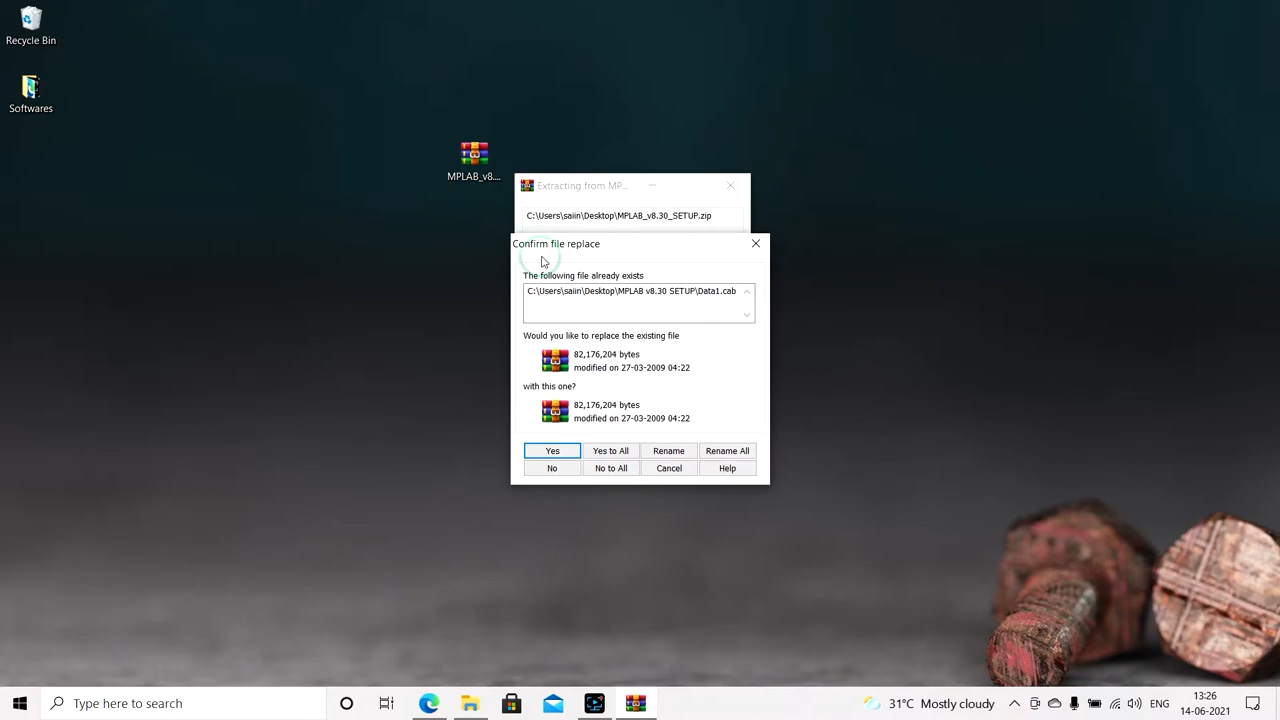 Recycle Bin
Softwares
MPLAB_v8....
Extracting from MP...
C:\Users\saiin\Desktop\MPLAB_v8.30_SETUP.zip
Confirm file replace
The following file already exists
C:\Users\saiin\Desktop\MPLAB v8.30 SETUP\Data1.cab
Would you like to replace the existing file
82,176,204 bytes
modified on 27-03-2009 04:22
with this one?
82,176,204 bytes
modified on 27-03-2009 04:22
Yes Yes to All Rename Rename All
No No to All Cancel Help
Type here to search
31°C Mostly cloudy
ENG
13:26
14-06-2021